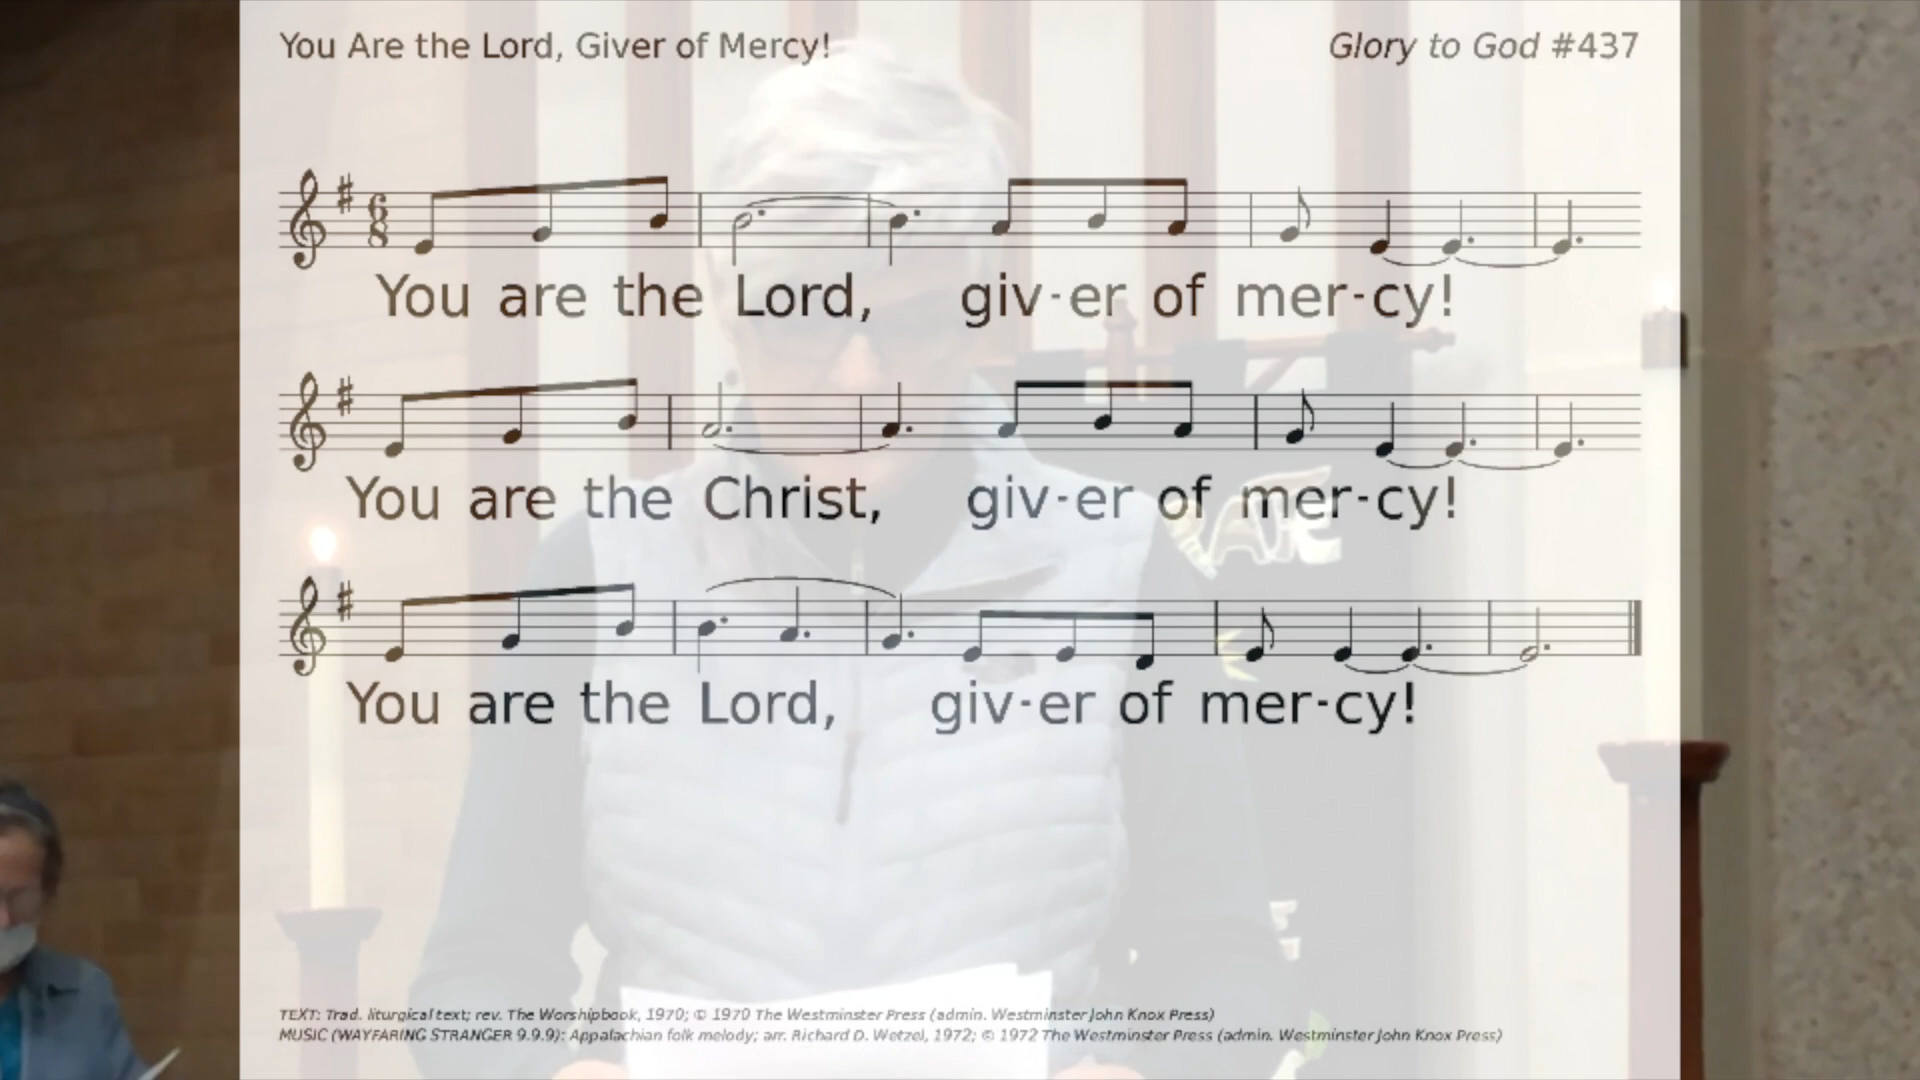 You Are the Lord, Giver of Mercy!
Glory to God #437
You are the Lord, giv-er of mer-cy!
You are the Christ, giv-er of mer-cy!
You are the Lord, giv-er of mer-cy!
TEXT: Trad. liturgical text; rev. The Worshipbook, 1970; © 1970 The Westminster Press (admin. Westminster John Knox Press)
MUSIC (WAYFARING STRANGER 9.9.9): Appalachian folk melody; arr. Richard D. Wetzel, 1972; © 1972 The Westminster Press (admin. Westminster John Knox Press)